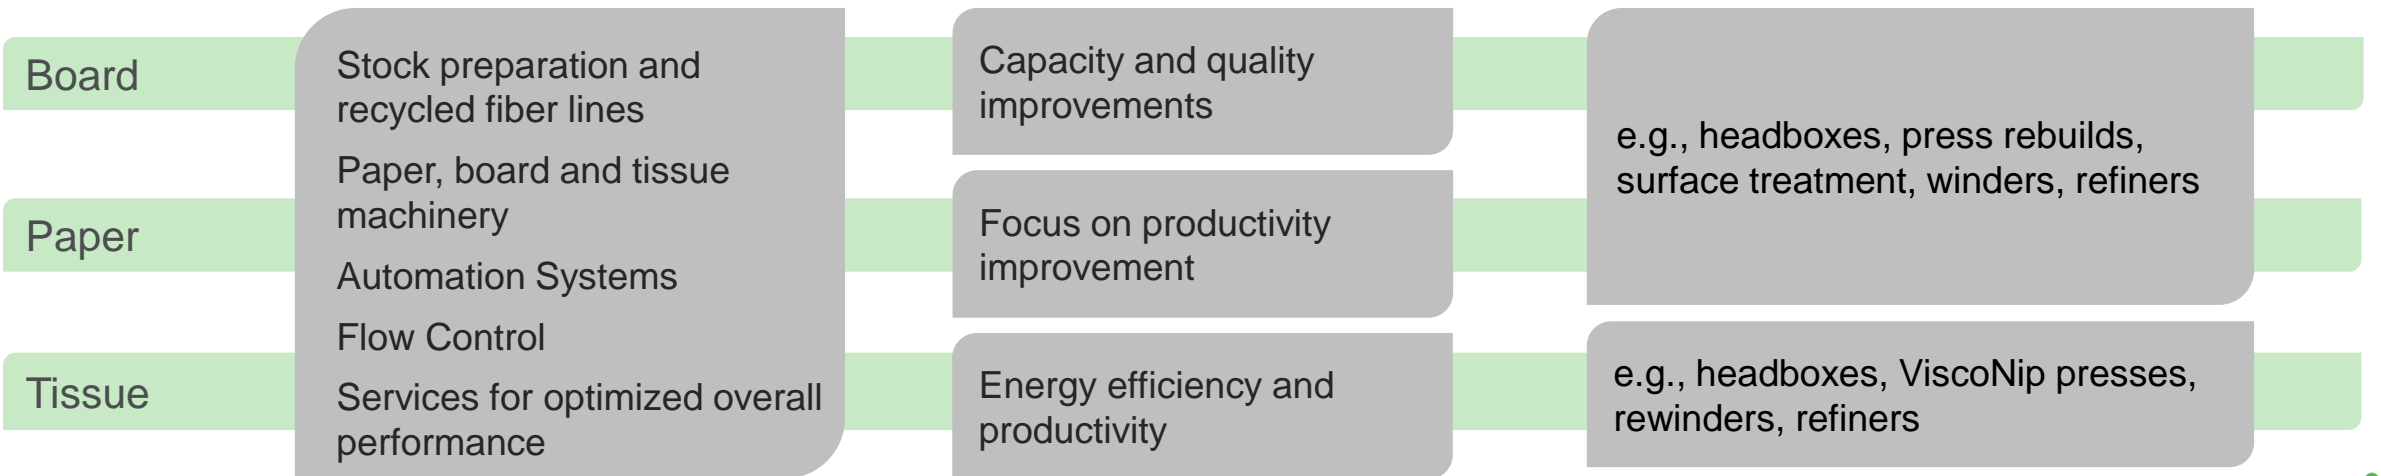 Board
Paper
Tissue
Stock preparation and
recycled fiber lines
Paper, board and tissue
machinery
Automation Systems
Flow Control
Services for optimized overall
performance
Capacity and quality
improvements
Focus on productivity
improvement
Energy efficiency and
productivity
e.g., headboxes, press rebuilds,
surface treatment, winders, refiners
e.g., headboxes, ViscoNip presses,
rewinders, refiners